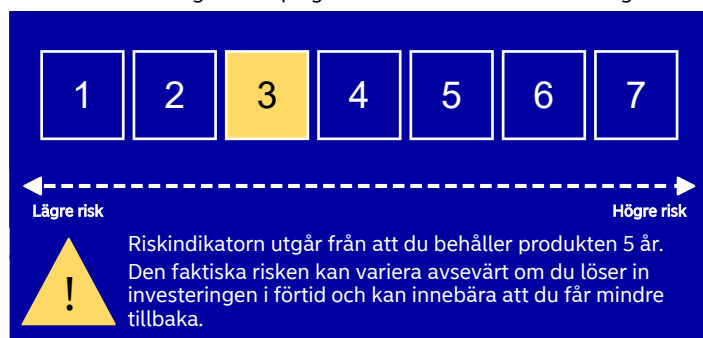 1 2 3 4 5 6 7
Lägre risk Högre risk
Riskindikatorn utgår från att du behåller produkten 5 år.
Den faktiska risken kan variera avsevärt om du löser in
investeringen i förtid och kan innebära att du får mindre
tillbaka.
!